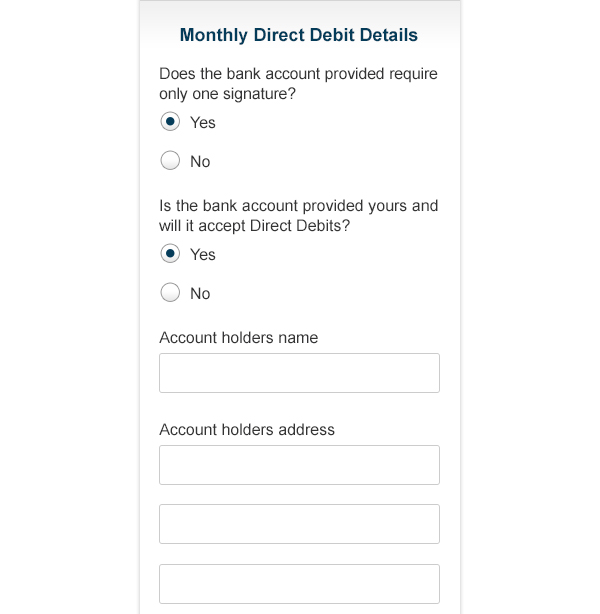 Monthly Direct Debit Details
Does the bank account provided require
only one signature?
Yes
No
Is the bank account provided yours and
will it accept Direct Debits?
Yes
No
Account holders name
Account holders address